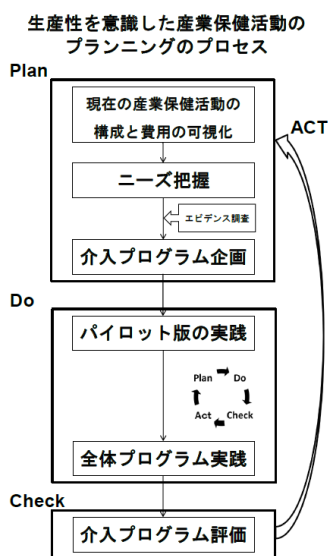 生産性を意識した産業保健活動の
プランニングのプロセス
Plan
現在の産業保健活動の
構成と費用の可視化
ACT
ニーズ把握
エビデンス調査
介入プログラム企画
Do
パイロット版の実践
Plan Do
Act Check
全体プログラム実践
Check
介入プログラム評価